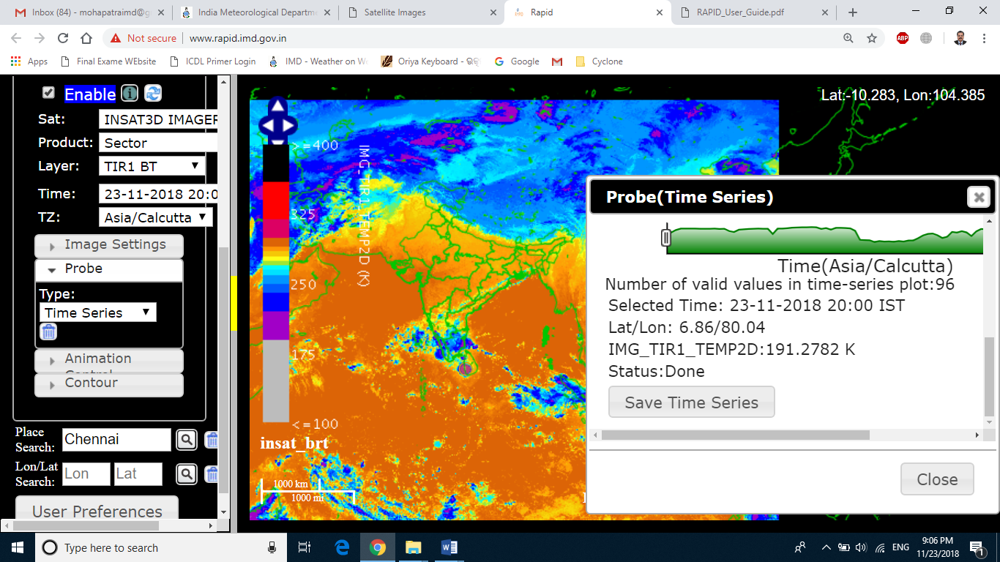 Inbox (84) - mohapatraimd@g
India Meteorological Departme
Satellite Images
Rapid
RAPID_User_Guide.pdf
Not secure
www.rapid.imd.gov.in
ABP
Apps
Final Exame WEbsite
ICDL Primer Login
IMD - Weather on W
Oriya Keyboard - ଉତ୍
Google
Cyclone
Enable
Sat:
INSAT3D IMAGER
Product:
Sector
Layer:
TIR1 BT
Time:
23-11-2018 20:0
TZ:
Asia/Calcutta
Image Settings
Probe
Type:
Time Series
Animation
Contour
Place
Search:
Chennai
Lon/Lat
Search:
Lon
Lat
User Preferences
Lat:-10.283, Lon:104.385
>=400
325
250
175
<=100
IMG_TIR1_TEMP2D (K)
insat_brt
1000 km
1000 mi
Probe(Time Series)
Time(Asia/Calcutta)
Number of valid values in time-series plot:96
Selected Time: 23-11-2018 20:00 IST
Lat/Lon: 6.86/80.04
IMG_TIR1_TEMP2D:191.2782 K
Status:Done
Save Time Series
Close
Type here to search
ENG
9:06 PM
11/23/2018
1